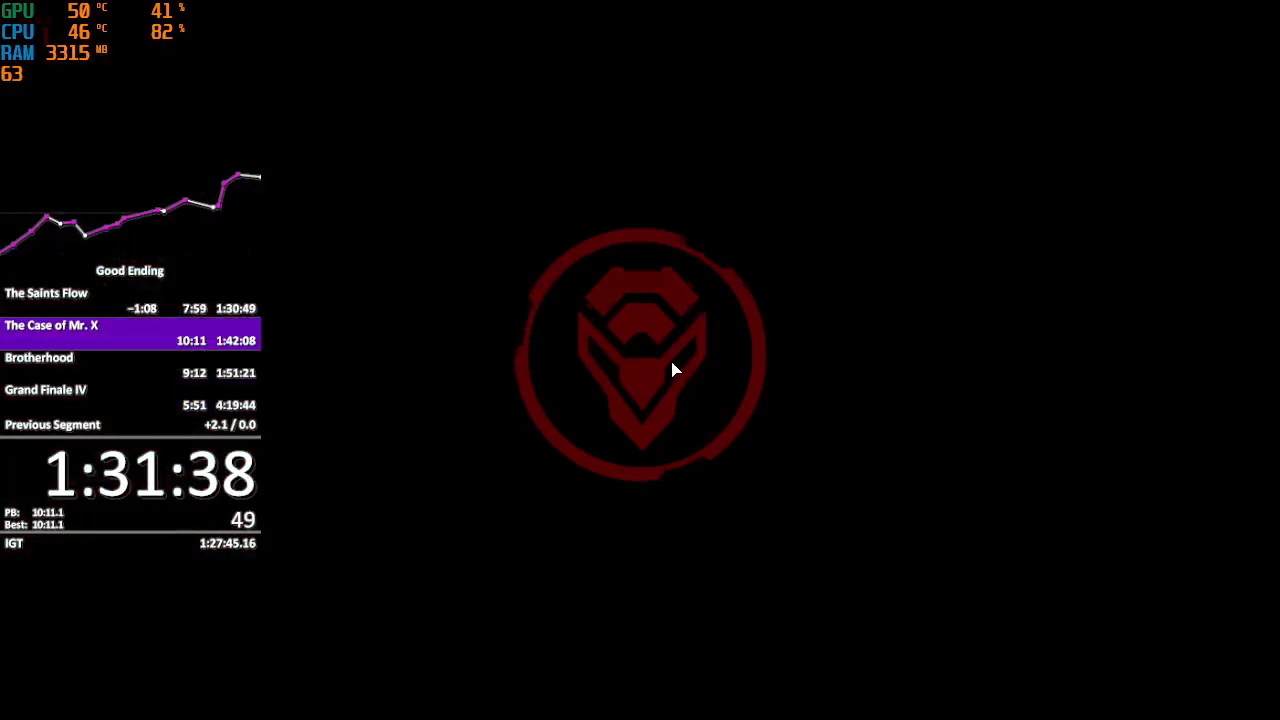 GPU 50 °C 41 %
CPU 46 °C 82 %
RAM 3315 MB
63
Good Ending
The Saints Flow
−1:08 7:59 1:30:49
The Case of Mr. X
10:11 1:42:08
Brotherhood
9:12 1:51:21
Grand Finale IV
5:51 4:19:44
Previous Segment +2.1 / 0.0
1:31:38
PB: 10:11.1
Best: 10:11.1
49
IGT 1:27:45.16